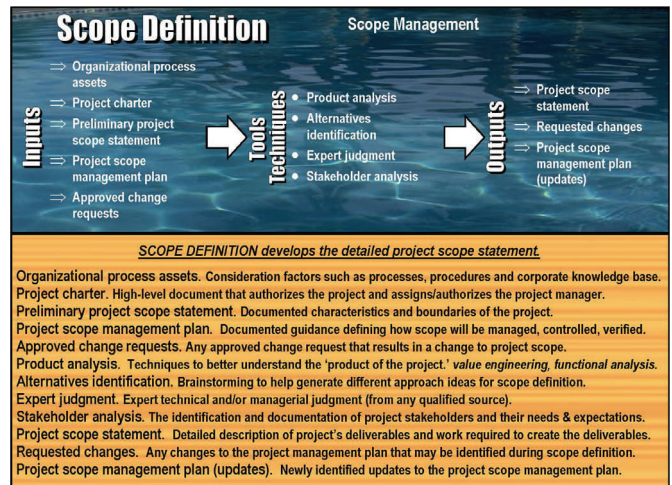 Scope Definition
Scope Management
Inputs
⇒ Organizational process
assets
⇒ Project charter
⇒ Preliminary project
scope statement
⇒ Project scope
management plan
⇒ Approved change
requests
Tools
Techniques
● Product analysis
● Alternatives
identification
● Expert judgment
● Stakeholder analysis
Outputs
⇒ Project scope
statement
⇒ Requested changes
⇒ Project scope
management plan
(updates)
SCOPE DEFINITION develops the detailed project scope statement.
Organizational process assets. Consideration factors such as processes, procedures and corporate knowledge base.
Project charter. High-level document that authorizes the project and assigns/authorizes the project manager.
Preliminary project scope statement. Documented characteristics and boundaries of the project.
Project scope management plan. Documented guidance defining how scope will be managed, controlled, verified.
Approved change requests. Any approved change request that results in a change to project scope.
Product analysis. Techniques to better understand the ‘product of the project.’ value engineering, functional analysis.
Alternatives identification. Brainstorming to help generate different approach ideas for scope definition.
Expert judgment. Expert technical and/or managerial judgment (from any qualified source).
Stakeholder analysis. The identification and documentation of project stakeholders and their needs & expectations.
Project scope statement. Detailed description of project’s deliverables and work required to create the deliverables.
Requested changes. Any changes to the project management plan that may be identified during scope definition.
Project scope management plan (updates). Newly identified updates to the project scope management plan.